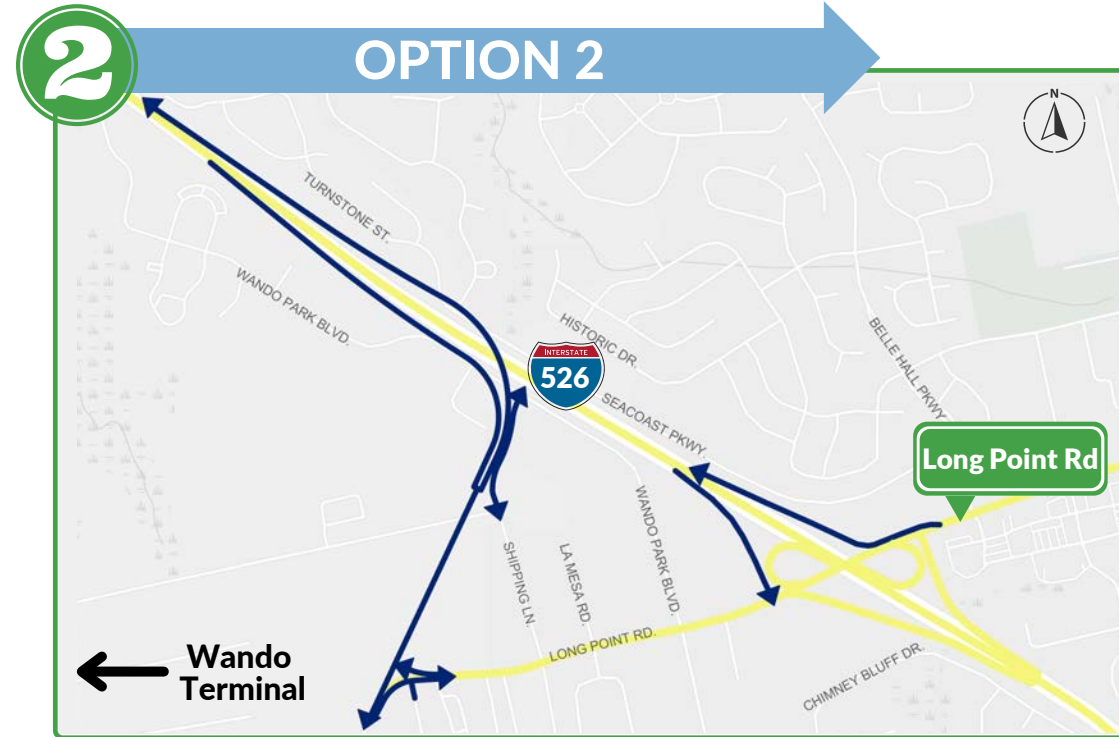 2
OPTION 2
N
TURNSTONE ST.
WANDO PARK BLVD.
HISTORIC DR.
INTERSTATE
526
SEACOAST PKWY.
BELLE HALL PKWY
Long Point Rd
WANDO PARK BLVD.
SHIPPING LN.
LA MESA RD.
LONG POINT RD.
CHIMNEY BLUFF DR.
Wando
Terminal